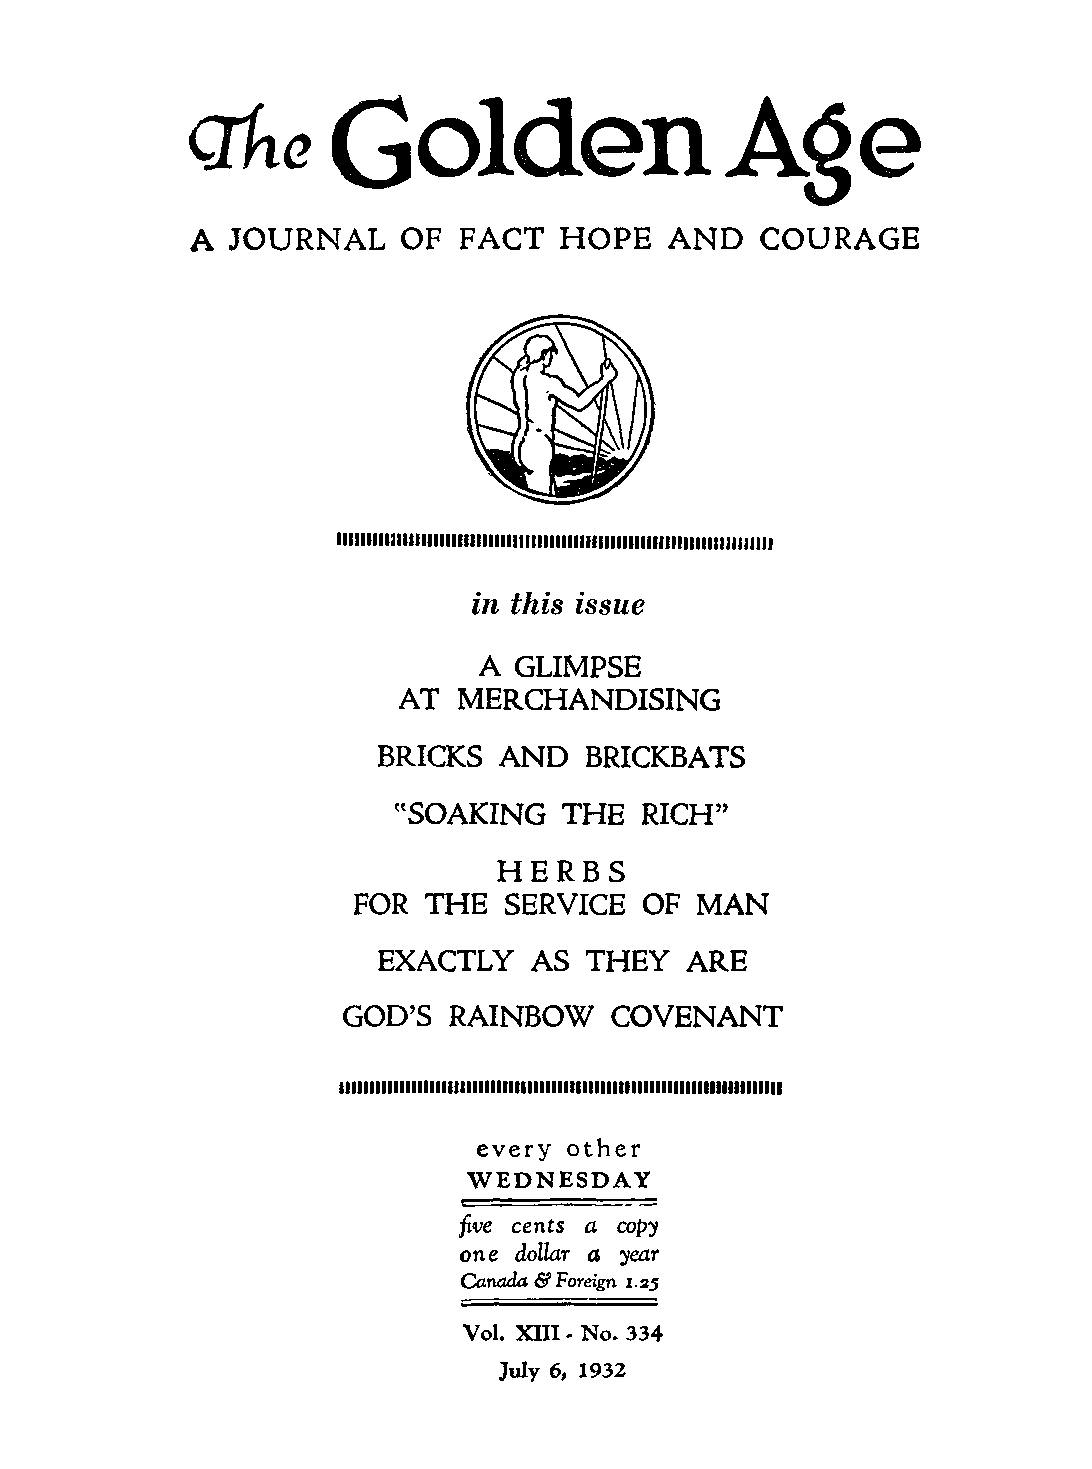 The Golden Age
A JOURNAL OF FACT HOPE AND COURAGE
in this issue
A GLIMPSE
AT MERCHANDISING
BRICKS AND BRICKBATS
"SOAKING THE RICH"
HERBS
FOR THE SERVICE OF MAN
EXACTLY AS THEY ARE
GOD'S RAINBOW COVENANT
every other
WEDNESDAY
five cents a copy
one dollar a year
Canada & Foreign 1.25
Vol. XIII - No. 334
July 6, 1932